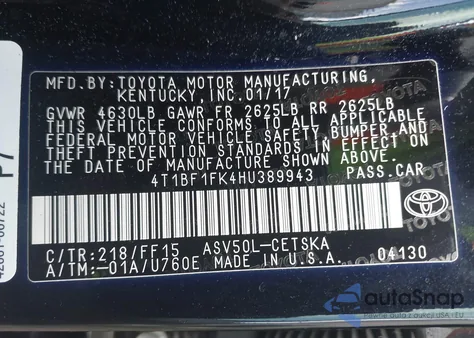 MFD.BY:TOYOTA MOTOR MANUFACTURING,
KENTUCKY, INC.01/17
GVWR 4630LB GAWR FR 2625LB RR 2625LB
THIS VEHICLE CONFORMS TO ALL APPLICABLE
FEDERAL MOTOR VEHICLE SAFETY, BUMPER, AND
THEFT PREVENTION STANDARDS IN EFFECT ON
THE DATE OF MANUFACTURE SHOWN ABOVE.
4T1BF1FK4HU389943 PASS.CAR
C/TR:218/FF15 ASV50L-CETSKA
A/TM:-01A/U760E MADE IN U.S.A. 04130
TOYOTA
autaSnap